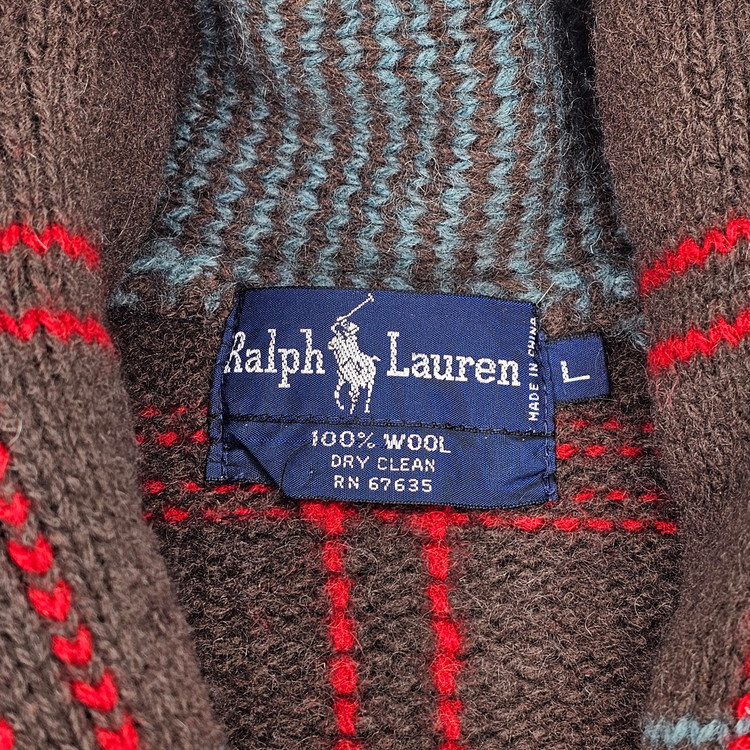 Ralph Lauren
MADE IN CHINA
L
100% WOOL
DRY CLEAN
RN 67635